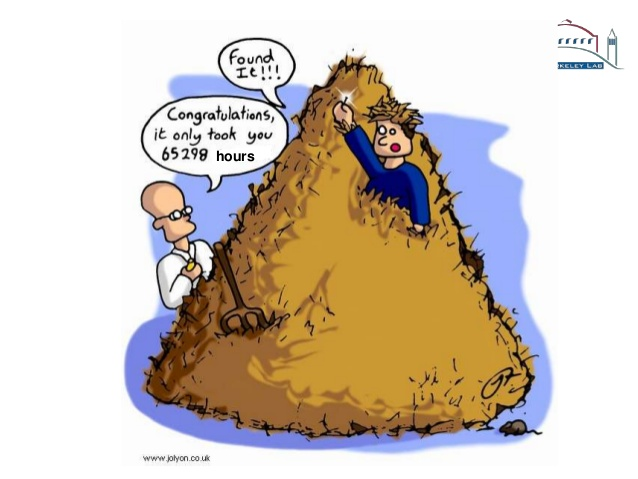 Found
It!!!
Congratulations,
it only took you
65298 hours
KELEY LAB
www.jolyon.co.uk